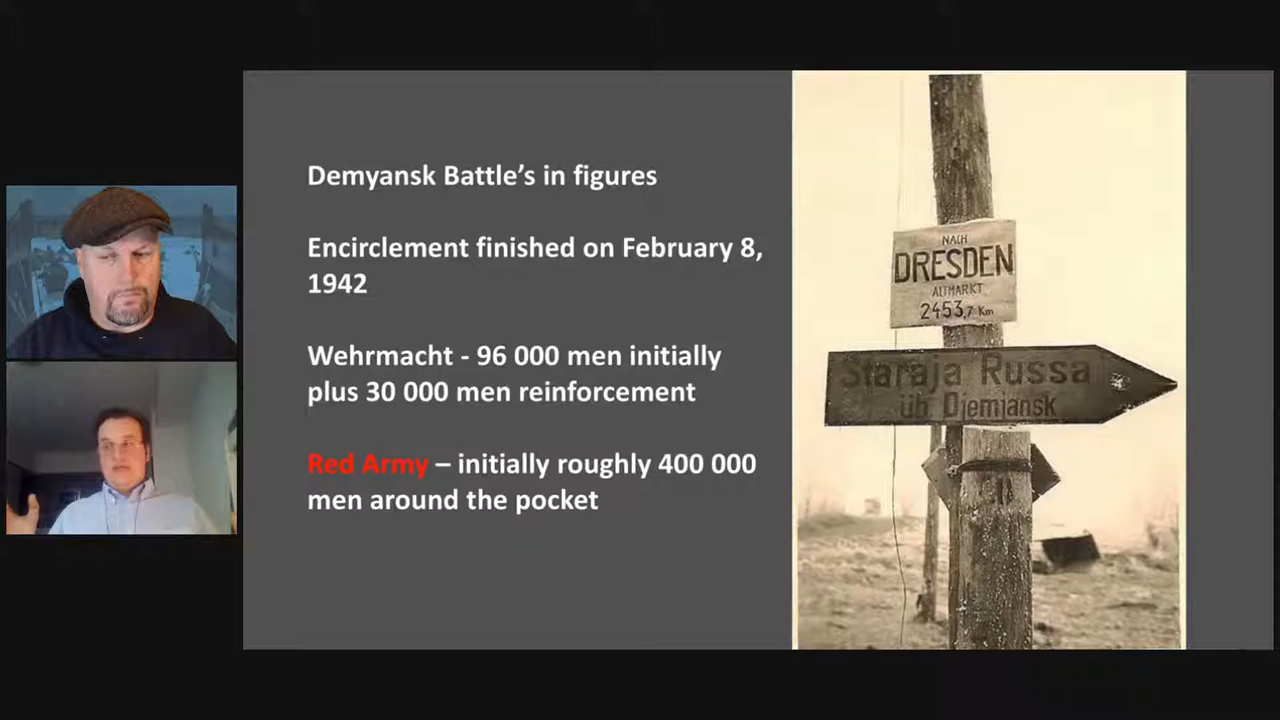 Demyansk Battle's in figures
Encirclement finished on February 8,
1942
Wehrmacht - 96 000 men initially
plus 30 000 men reinforcement
Red Army – initially roughly 400 000
men around the pocket
NACH
DRESDEN
ALTMARKT
2453,7 Km
Staraja Russa
üb Djemjansk